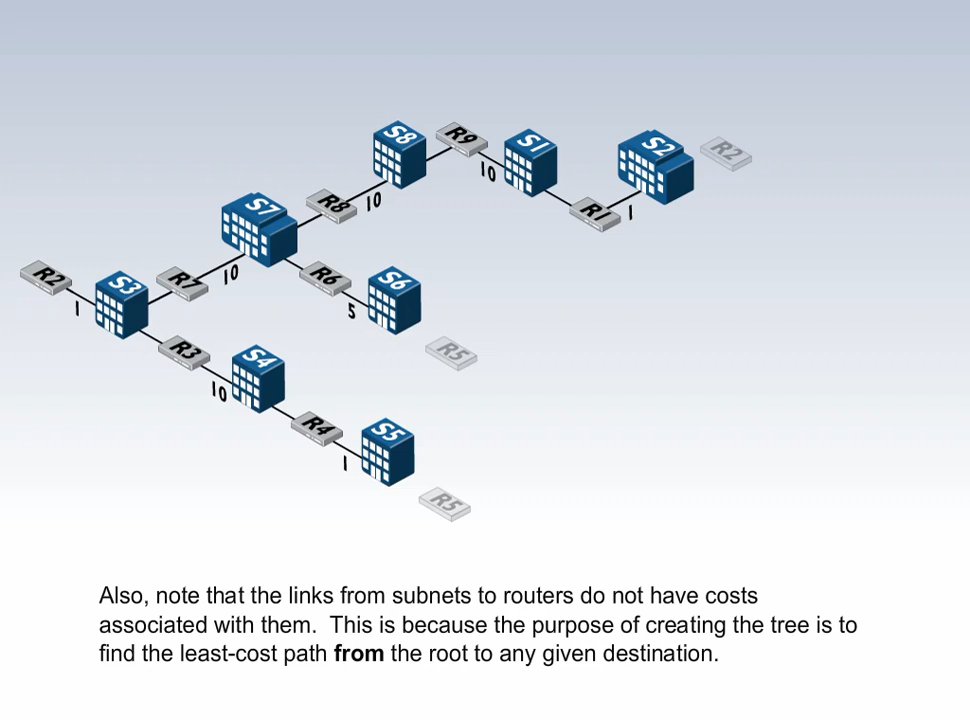 S8
R9
S1
S2
R2
10
R8
10
R1
1
S7
R2
S3
R7
10
R6
S6
1
5
R3
S4
R5
10
R4
S5
1
R5
Also, note that the links from subnets to routers do not have costs
associated with them.  This is because the purpose of creating the tree is to
find the least-cost path from the root to any given destination.